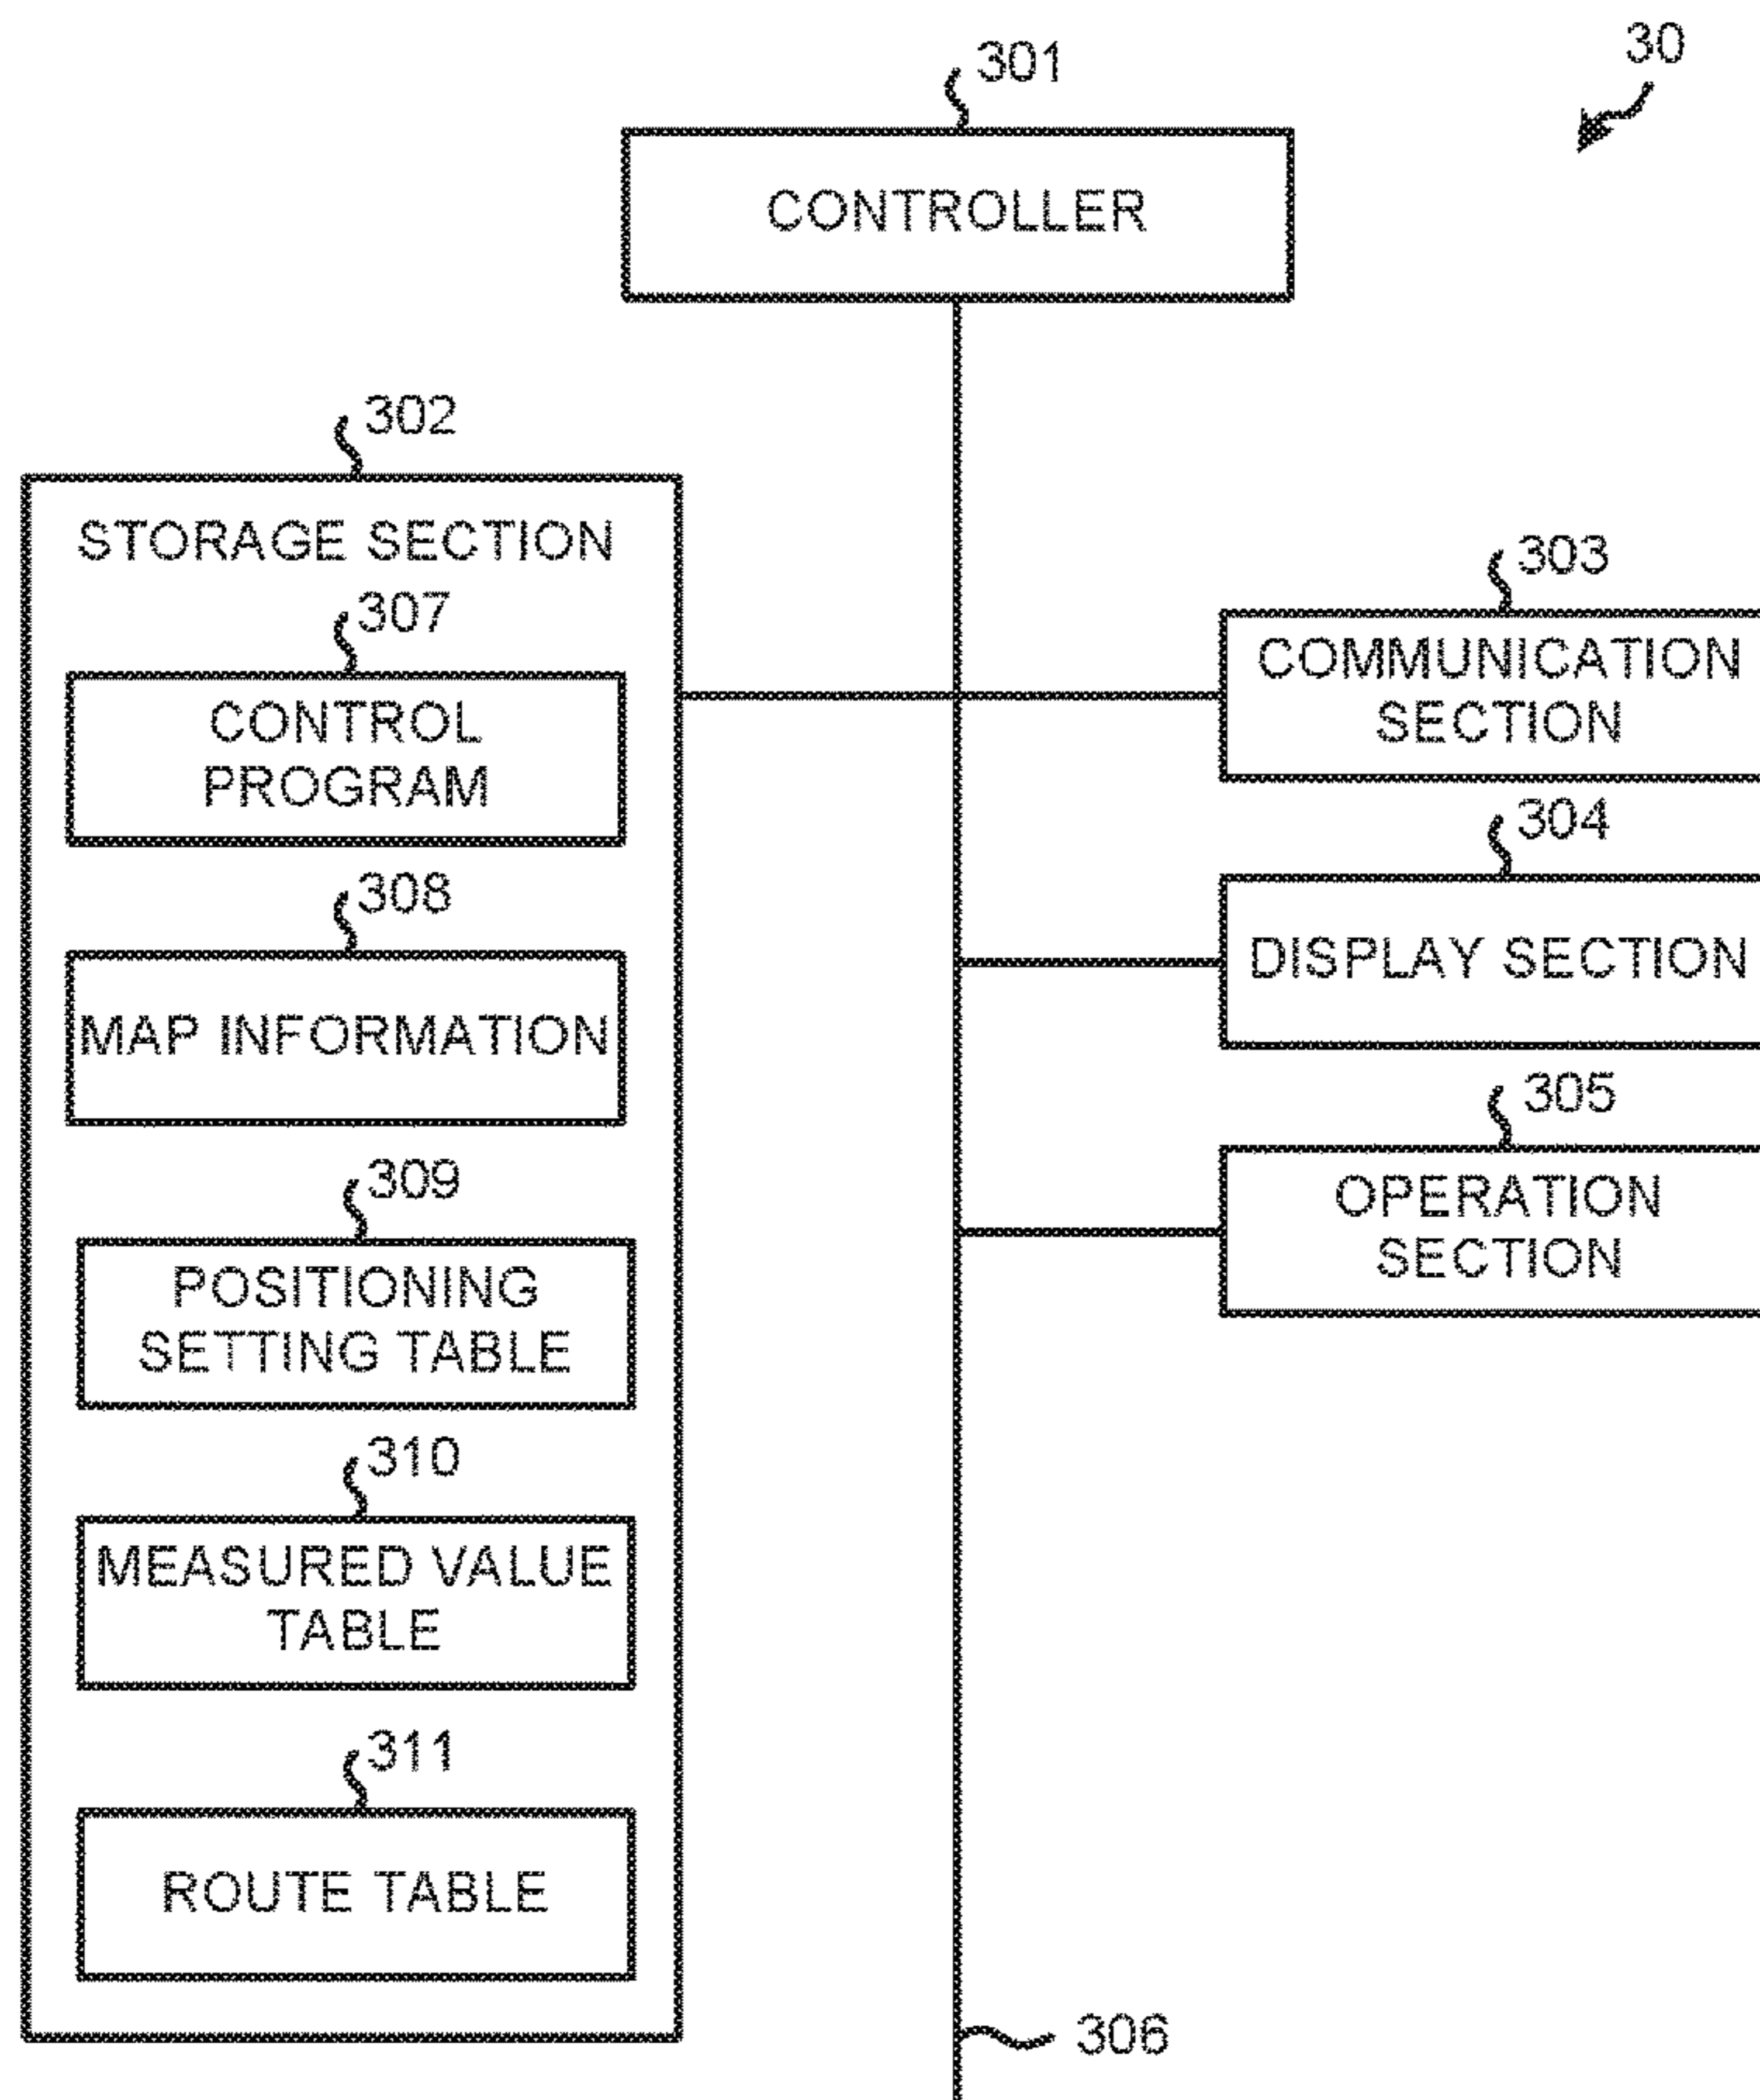 30
301
CONTROLLER
302
STORAGE SECTION
307
CONTROL
PROGRAM
308
MAP INFORMATION
309
POSITIONING
SETTING TABLE
310
MEASURED VALUE
TABLE
311
ROUTE TABLE
303
COMMUNICATION
SECTION
304
DISPLAY SECTION
305
OPERATION
SECTION
306